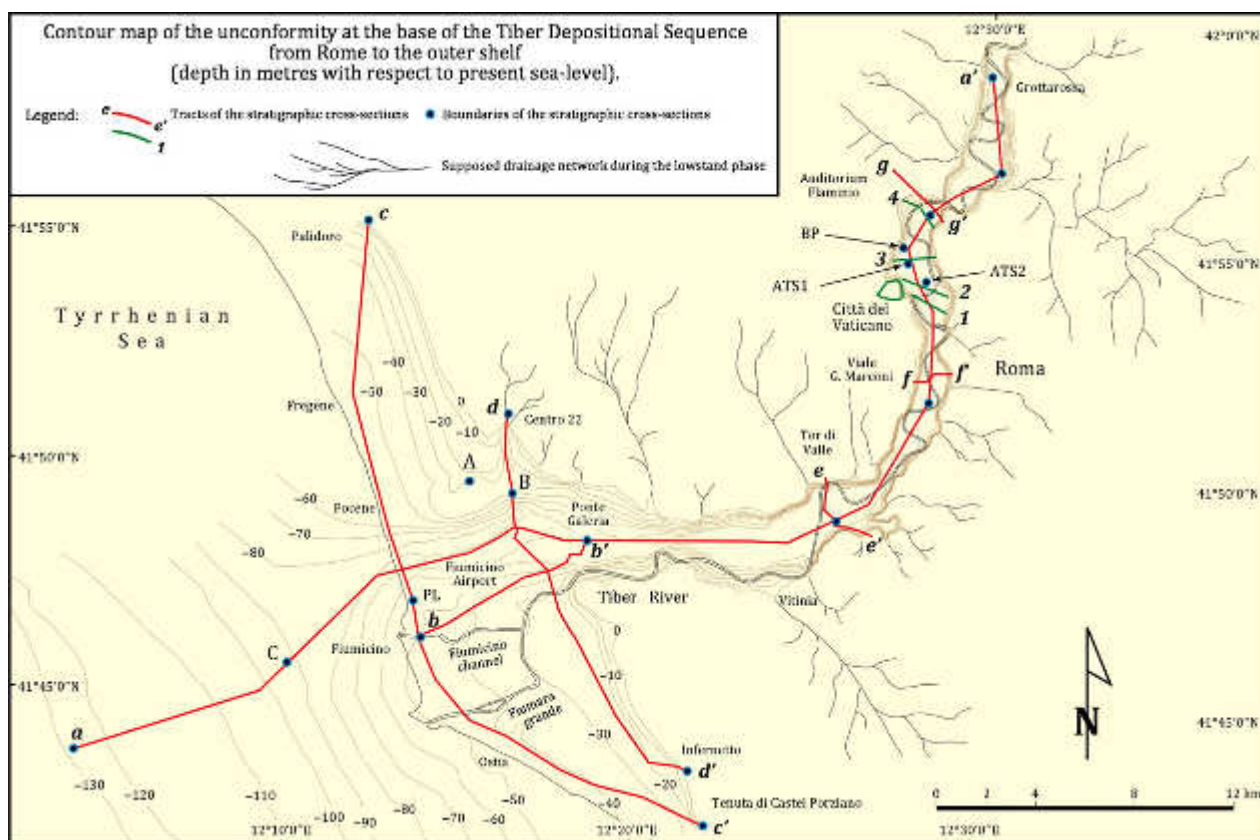 Contour map of the unconformity at the base of the Tiber Depositional Sequence
from Rome to the outer shelf
(depth in metres with respect to present sea-level).
Legend:
e
e'
1
Tracts of the stratigraphic cross-sections
Boundaries of the stratigraphic cross-sections
Supposed drainage network during the lowstand phase
12°30'0"E
42°0'0"N
a'
Grottarossa
g
Auditorium
Flaminio
4
g'
BP
3
ATS1
ATS2
2
1
Città del
Vaticano
41°55'0"N
41°55'0"N
c
Palidoro
Tyrrhenian
Sea
Viale
G. Marconi
f
f'
Roma
-40
-50
-30
0
-20
-10
Fregene
d
Centro 22
Tor di
Valle
e
41°50'0"N
41°50'0"N
A
B
Focene
-60
-70
-80
Ponte
Galeria
b'
e'
Fiumicino
Airport
PL
Tiber River
Vitinia
b
C
Fiumicino
Fiumicino
channel
0
-10
41°45'0"N
41°45'0"N
Fiumara
grande
N
a
-30
Ostia
Infernetto
d'
-20
-130
-120
-110
-100
-90
-80
-70
-60
-50
-40
Tenuta di Castel Porziano
c'
0 2 4 8 12 km
12°10'0"E
12°20'0"E
12°30'0"E